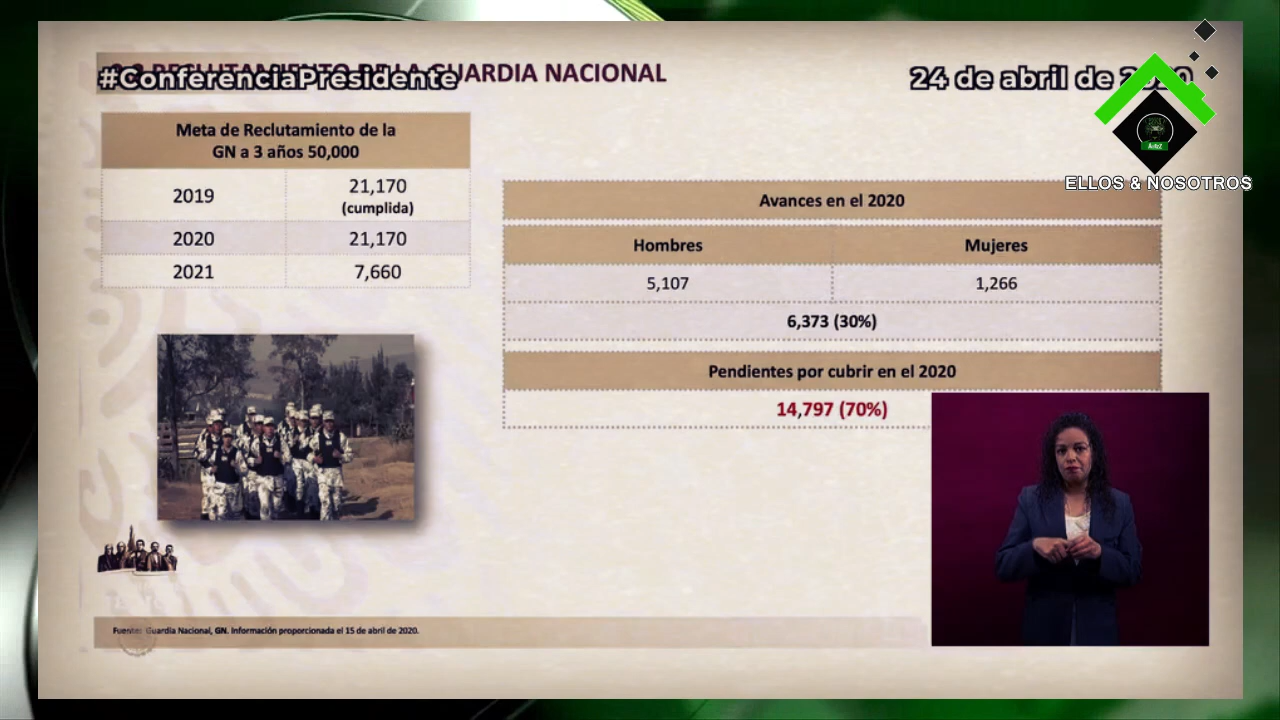 #ConferenciaPresidente
GUARDIA NACIONAL
24 de abril de 2020
ELLOS & NOSOTROS
Meta de Reclutamiento de la
GN a 3 años 50,000
2019 21,170
(cumplida)
2020 21,170
2021 7,660
Avances en el 2020
Hombres Mujeres
5,107 1,266
6,373 (30%)
Pendientes por cubrir en el 2020
14,797 (70%)
Fuente: Guardia Nacional, GN. Información proporcionada el 15 de abril de 2020.